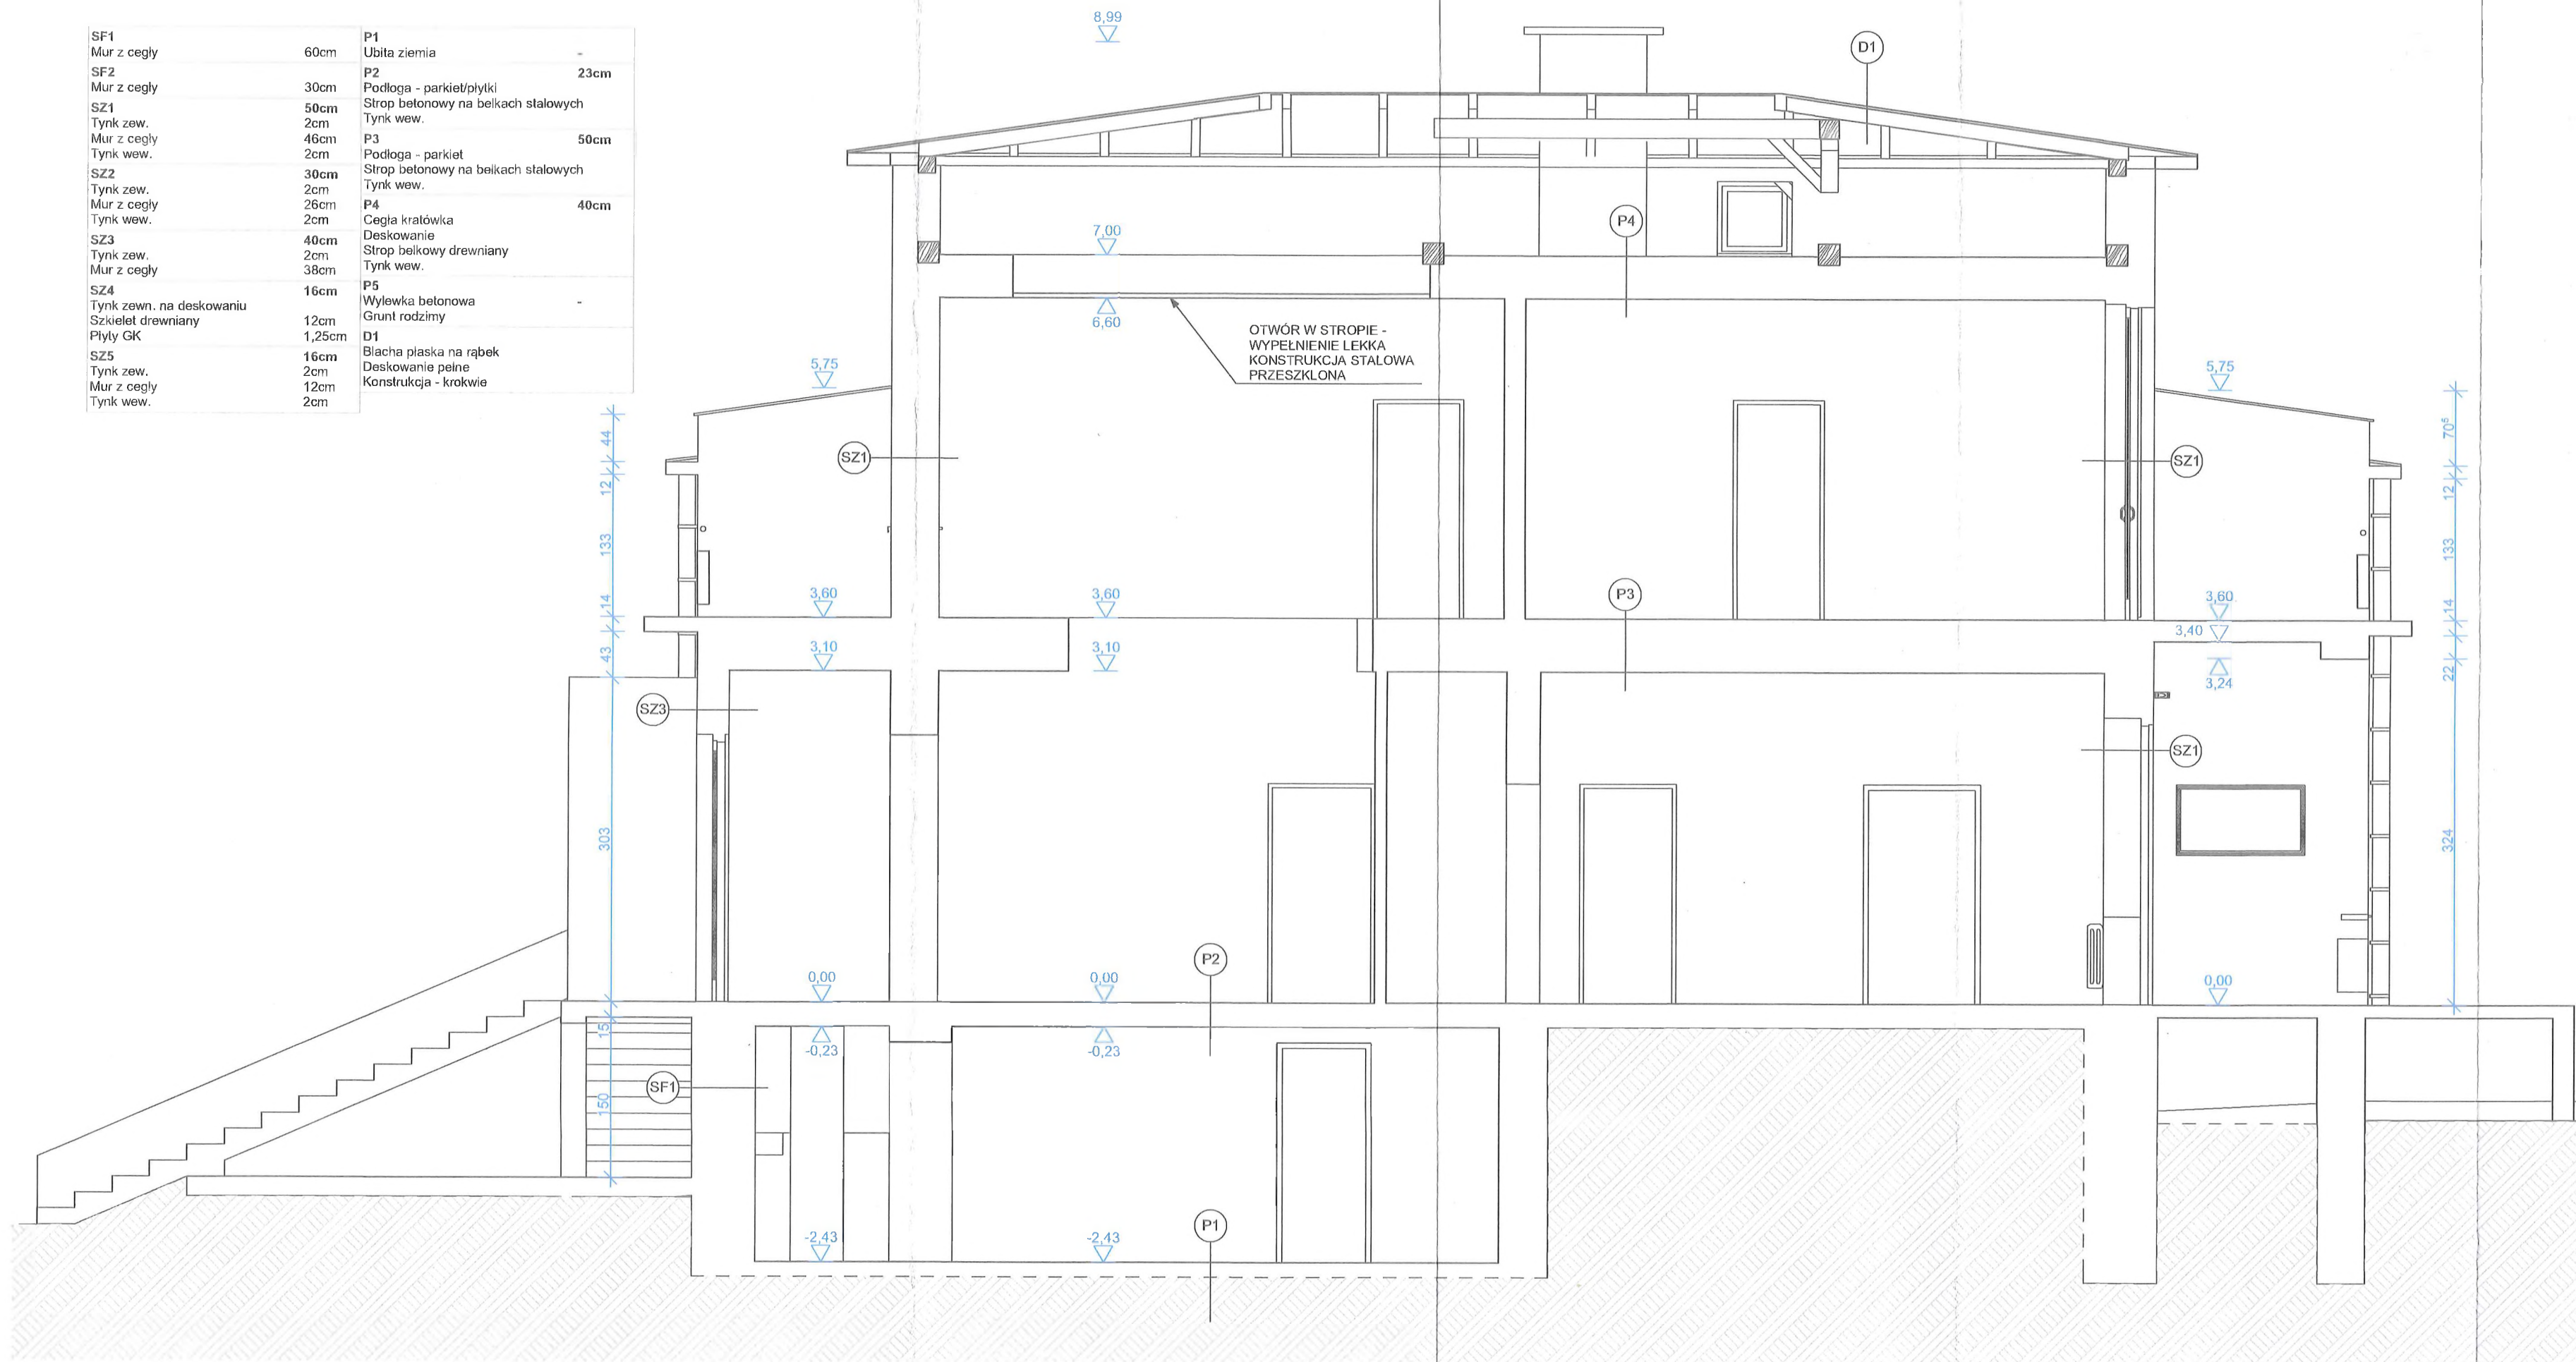 SF1
Mur z cegły 60cm
SF2
Mur z cegły 30cm
SZ1 50cm
Tynk zew. 2cm
Mur z cegły 46cm
Tynk wew. 2cm
SZ2 30cm
Tynk zew. 2cm
Mur z cegły 26cm
Tynk wew. 2cm
SZ3 40cm
Tynk zew. 2cm
Mur z cegły 38cm
SZ4 16cm
Tynk zewn. na deskowaniu
Szkielet drewniany 12cm
Płyty GK 1,25cm
SZ5 16cm
Tynk zew. 2cm
Mur z cegły 12cm
Tynk wew. 2cm
P1
Ubita ziemia -
P2 23cm
Podłoga - parkiet/płytki
Strop betonowy na belkach stalowych
Tynk wew.
P3 50cm
Podłoga - parkiet
Strop betonowy na belkach stalowych
Tynk wew.
P4 40cm
Cegła kratówka
Deskowanie
Strop belkowy drewniany
Tynk wew.
P5
Wylewka betonowa -
Grunt rodzimy
D1
Blacha płaska na rąbek
Deskowanie pełne
Konstrukcja - krokwie
8,99
D1
P4
7,00
6,60
OTWÓR W STROPIE -
WYPEŁNIENIE LEKKA
KONSTRUKCJA STALOWA
PRZESZKLONA
5,75
5,75
44
12
133
14
43
303
15
150
70⁵
12
133
14
22
324
SZ1
SZ1
3,60
3,60
P3
3,60
3,40
3,10
3,10
3,24
SZ3
SZ1
P2
0,00
0,00
0,00
-0,23
-0,23
SF1
P1
-2,43
-2,43